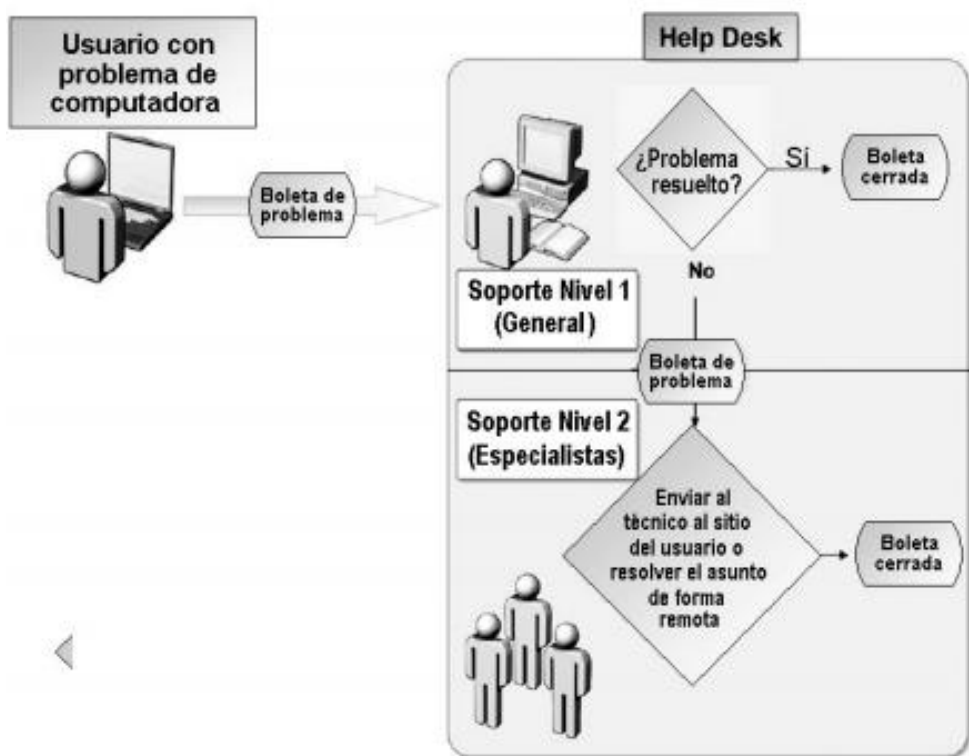 Usuario con
problema de
computadora
Boleta de
problema
Help Desk
¿Problema
resuelto?
Sí
Boleta
cerrada
No
Soporte Nivel 1
(General)
Boleta de
problema
Soporte Nivel 2
(Especialistas)
Enviar al
tècnico al sitio
del usuario o
resolver el asunto
de forma
remota
Boleta
cerrada